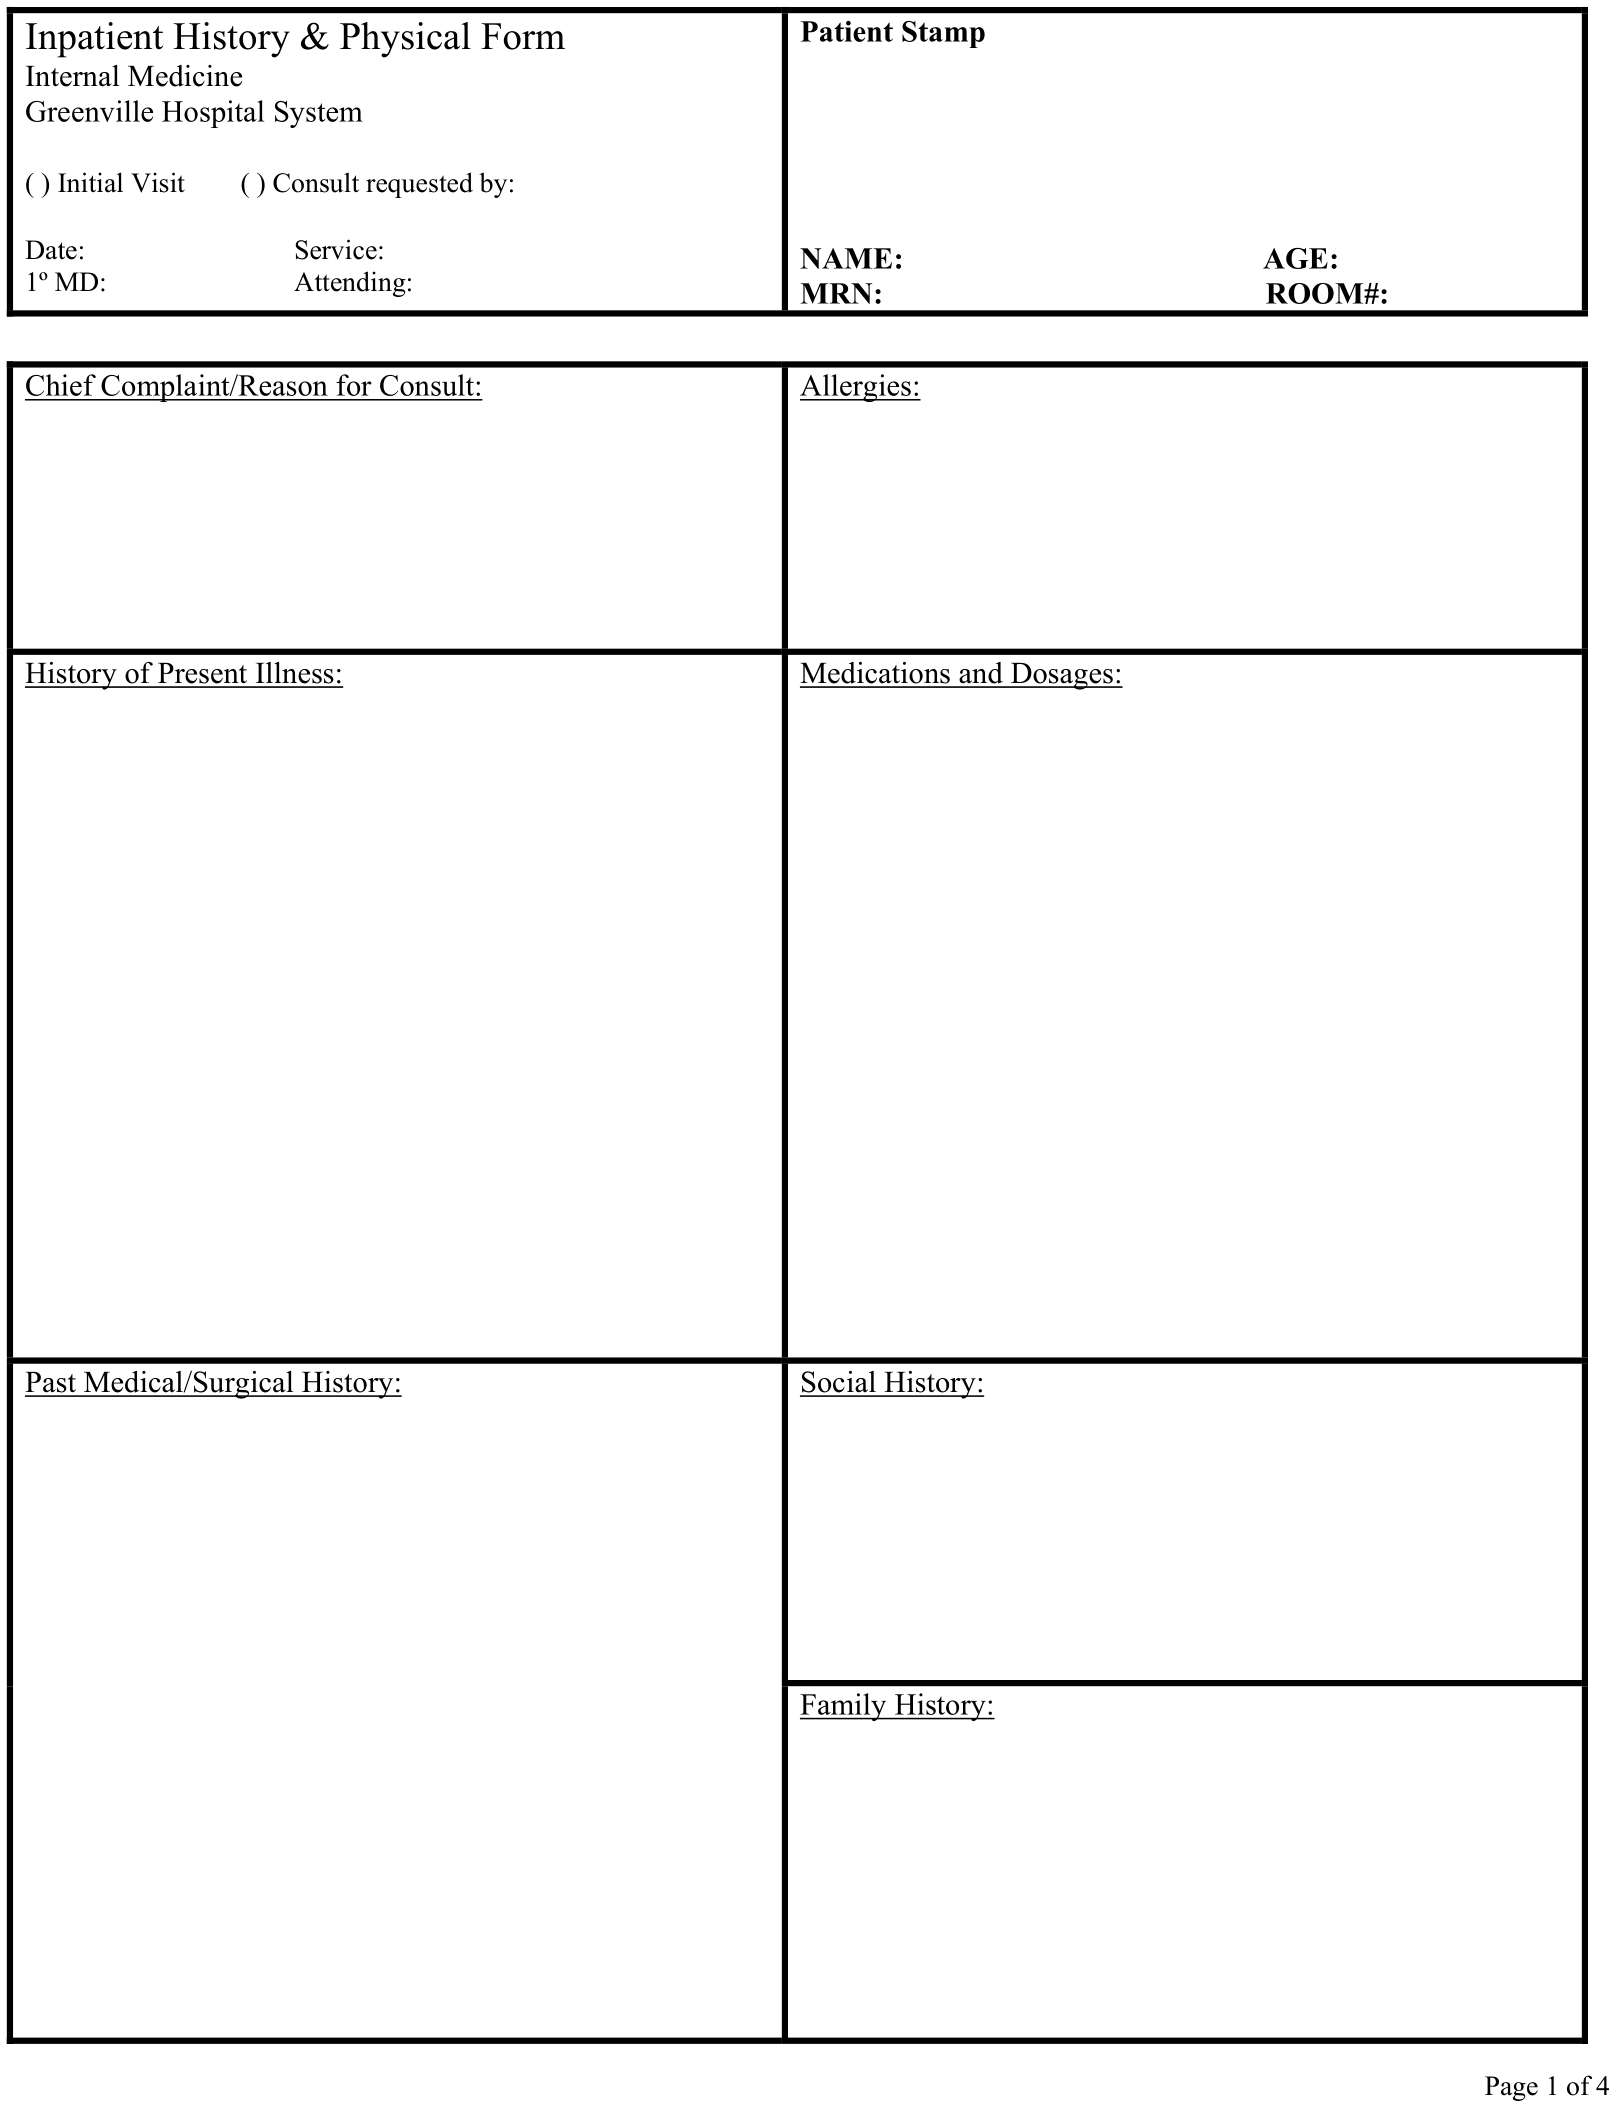 Inpatient History & Physical Form
Internal Medicine
Greenville Hospital System
( ) Initial Visit ( ) Consult requested by:
Date: Service:
1º MD: Attending:
Patient Stamp
NAME: AGE:
MRN: ROOM#:
Chief Complaint/Reason for Consult:
Allergies:
History of Present Illness:
Medications and Dosages:
Past Medical/Surgical History:
Social History:
Family History:
Page 1 of 4